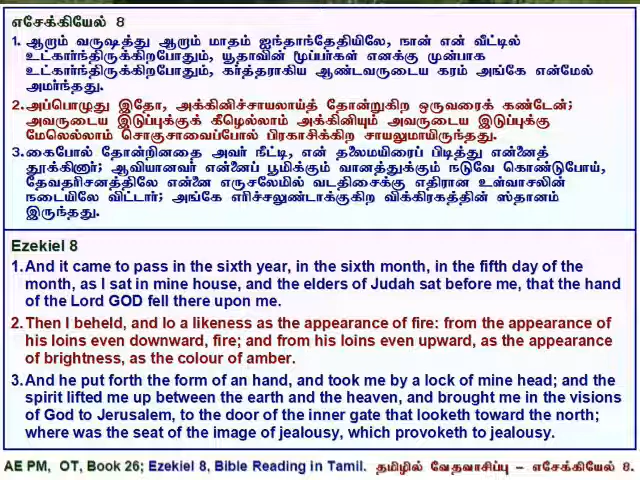 எசேக்கியேல் 8
1. ஆறாம் வருஷத்து ஆறாம் மாதம் ஐந்தாந்தேதியிலே, நான் என் வீட்டில்
உட்கார்ந்திருக்கிறபோதும், யூதாவின் மூப்பர்கள் எனக்கு முன்பாக
உட்கார்ந்திருக்கிறபோதும், கர்த்தராகிய ஆண்டவருடைய கரம் அங்கே என்மேல்
அமர்ந்தது.
2.அப்பொழுது இதோ, அக்கினிச்சாயலாய்த் தோன்றுகிற ஒருவரைக் கண்டேன்;
அவருடைய இடுப்புக்குக் கீழெல்லாம் அக்கினியும் அவருடைய இடுப்புக்கு
மேலெல்லாம் சொகுசாவைப்போல் பிரகாசிக்கிற சாயலுமாயிருந்தது.
3.கைபோல் தோன்றினதை அவர் நீட்டி, என் தலைமயிரைப் பிடித்து என்னைத்
தூக்கினார்; ஆவியானவர் என்னைப் பூமிக்கும் வானத்துக்கும் நடுவே கொண்டுபோய்,
தேவதரிசனத்திலே என்னை எருசலேமில் வடதிசைக்கு எதிரான உள்வாசலின்
நடையிலே விட்டார்; அங்கே எரிச்சலுண்டாக்குகிற விக்கிரகத்தின் ஸ்தானம்
இருந்தது.
Ezekiel 8
1.And it came to pass in the sixth year, in the sixth month, in the fifth day of the
month, as I sat in mine house, and the elders of Judah sat before me, that the hand
of the Lord GOD fell there upon me.
2.Then I beheld, and lo a likeness as the appearance of fire: from the appearance of
his loins even downward, fire; and from his loins even upward, as the appearance
of brightness, as the colour of amber.
3.And he put forth the form of an hand, and took me by a lock of mine head; and the
spirit lifted me up between the earth and the heaven, and brought me in the visions
of God to Jerusalem, to the door of the inner gate that looketh toward the north;
where was the seat of the image of jealousy, which provoketh to jealousy.
AE PM, OT, Book 26; Ezekiel 8, Bible Reading in Tamil. தமிழில் வேதவாசிப்பு – எசேக்கியேல் 8.